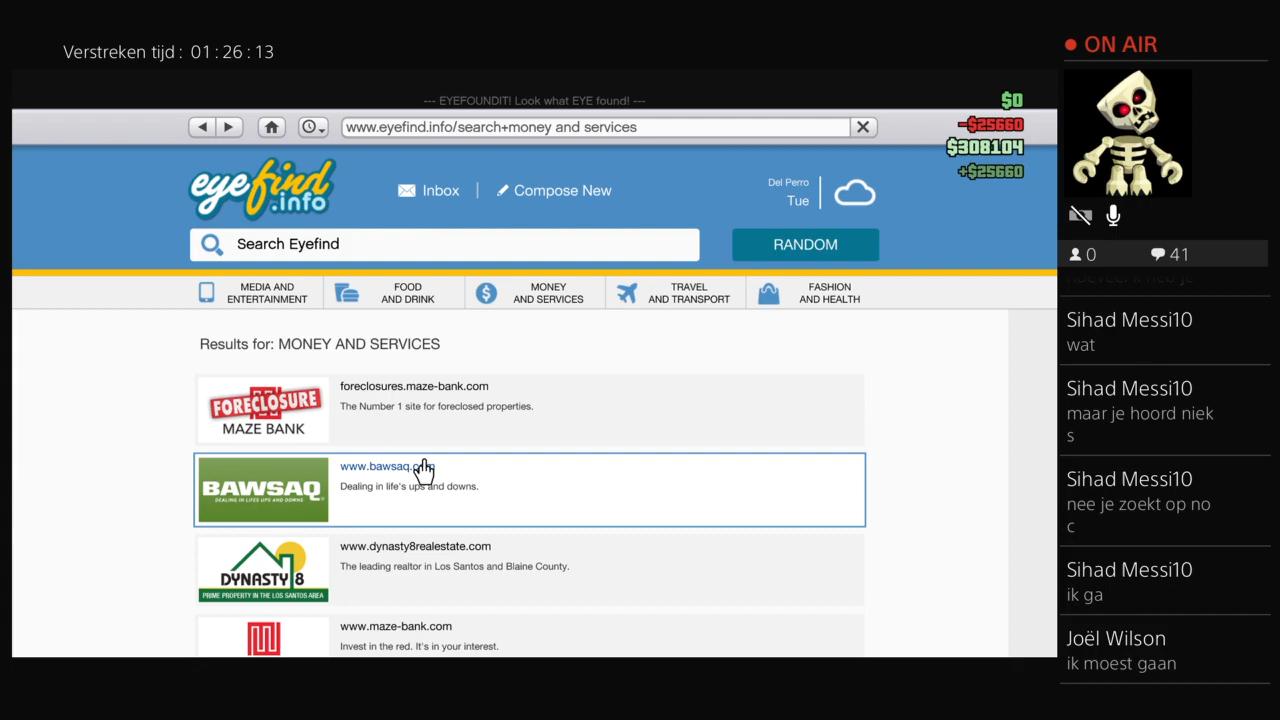 Verstreken tijd : 01 : 26 : 13
--- EYEFOUNDIT! Look what EYE found! ---
www.eyefind.info/search+money and services
eyefind
.info
Inbox
Compose New
Del Perro
Tue
Search Eyefind
RANDOM
MEDIA AND
ENTERTAINMENT
FOOD
AND DRINK
MONEY
AND SERVICES
TRAVEL
AND TRANSPORT
FASHION
AND HEALTH
Results for: MONEY AND SERVICES
FORECLOSURE
MAZE BANK
foreclosures.maze-bank.com
The Number 1 site for foreclosed properties.
BAWSAQ
DEALING IN LIFE'S UPS AND DOWNS
www.bawsaq.com
Dealing in life's ups and downs.
DYNASTY 8
PRIME PROPERTY IN THE LOS SANTOS AREA
www.dynasty8realestate.com
The leading realtor in Los Santos and Blaine County.
www.maze-bank.com
Invest in the red. It's in your interest.
$0
-$25660
$308104
+$25660
ON AIR
0
41
Sihad Messi10
wat
Sihad Messi10
maar je hoord niek
s
Sihad Messi10
nee je zoekt op no
c
Sihad Messi10
ik ga
Joël Wilson
ik moest gaan